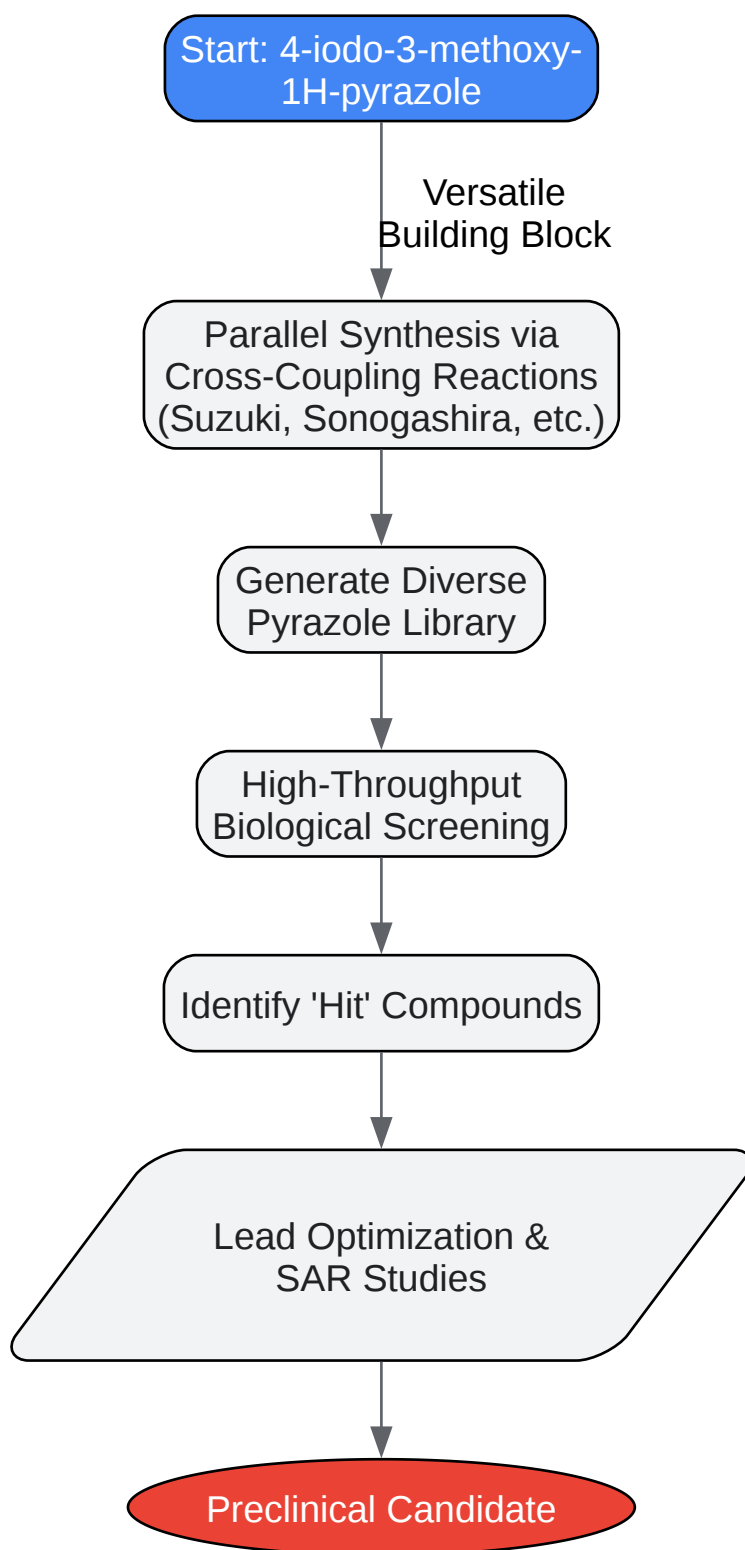 Start: 4-iodo-3-methoxy-
1H-pyrazole
Versatile
Building Block
Parallel Synthesis via
Cross-Coupling Reactions
(Suzuki, Sonogashira, etc.)
Generate Diverse
Pyrazole Library
High-Throughput
Biological Screening
Identify 'Hit' Compounds
Lead Optimization &
SAR Studies
Preclinical Candidate